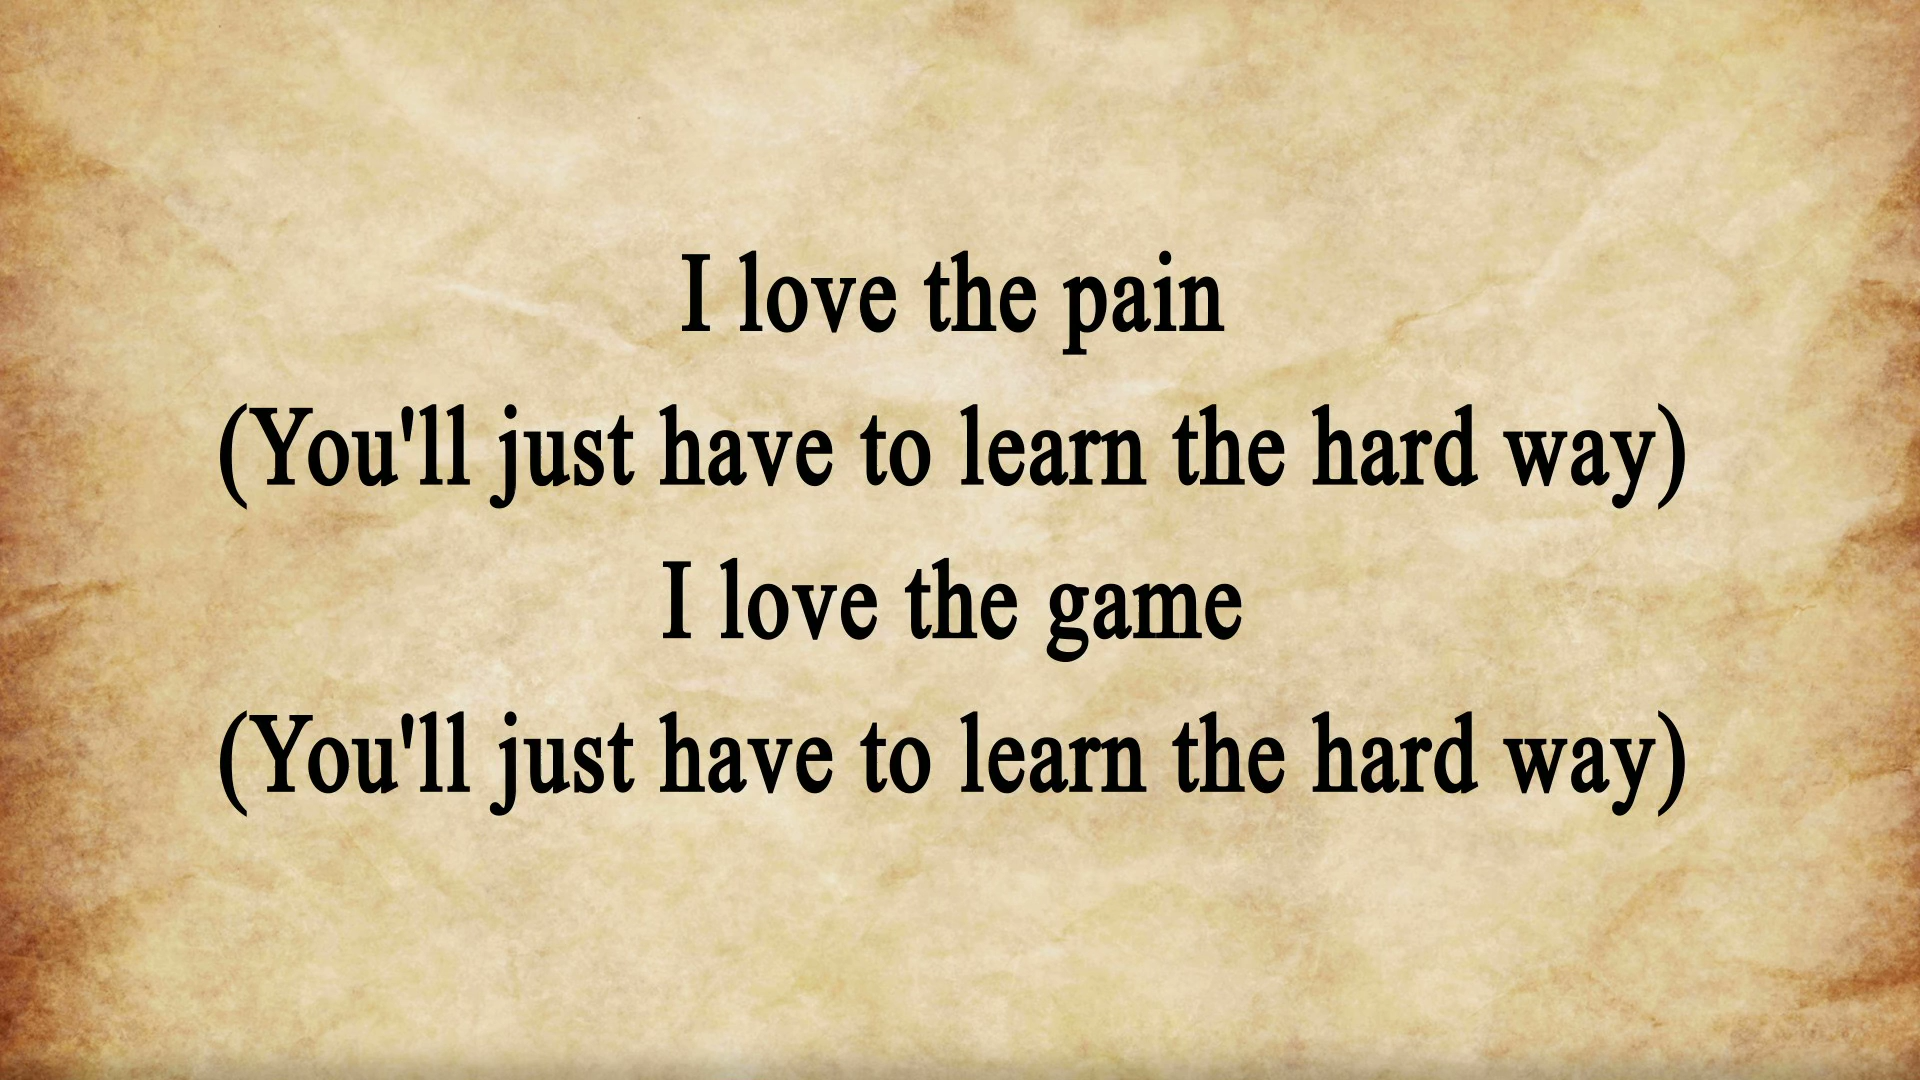 I love the pain
(You'll just have to learn the hard way)
I love the game
(You'll just have to learn the hard way)